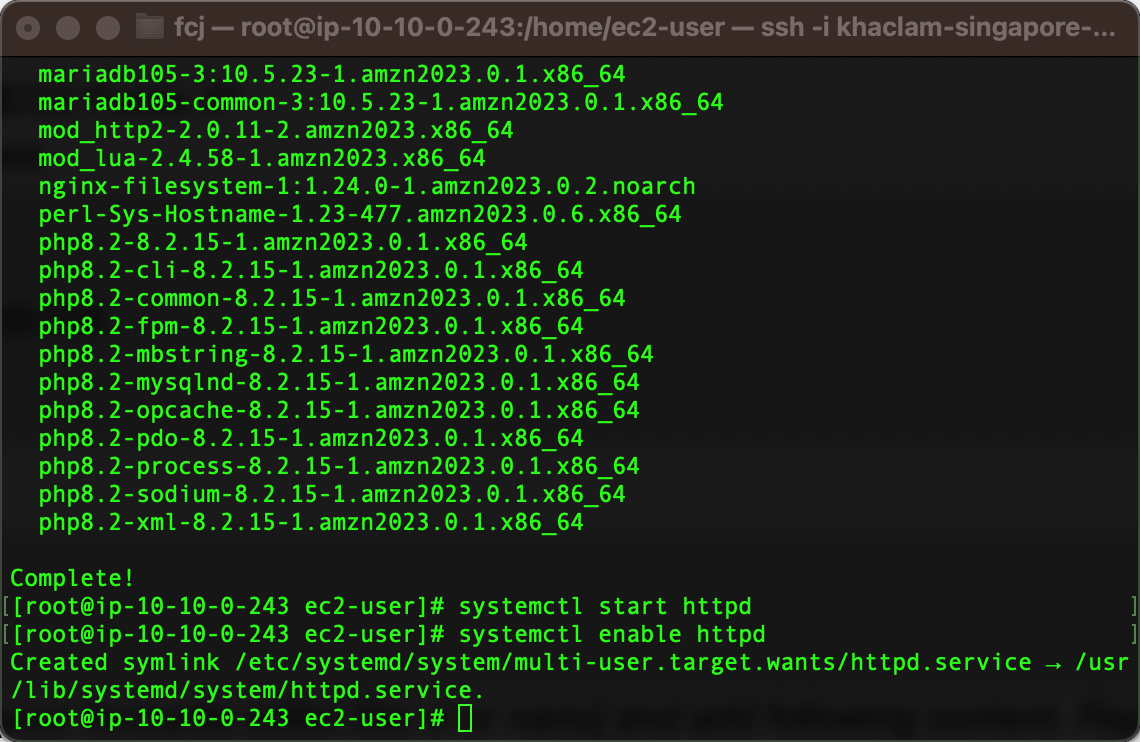 fcj — root@ip-10-10-0-243:/home/ec2-user — ssh -i khaclam-singapore-...
mariadb105-3:10.5.23-1.amzn2023.0.1.x86_64
mariadb105-common-3:10.5.23-1.amzn2023.0.1.x86_64
mod_http2-2.0.11-2.amzn2023.x86_64
mod_lua-2.4.58-1.amzn2023.x86_64
nginx-filesystem-1:1.24.0-1.amzn2023.0.2.noarch
perl-Sys-Hostname-1.23-477.amzn2023.0.6.x86_64
php8.2-8.2.15-1.amzn2023.0.1.x86_64
php8.2-cli-8.2.15-1.amzn2023.0.1.x86_64
php8.2-common-8.2.15-1.amzn2023.0.1.x86_64
php8.2-fpm-8.2.15-1.amzn2023.0.1.x86_64
php8.2-mbstring-8.2.15-1.amzn2023.0.1.x86_64
php8.2-mysqlnd-8.2.15-1.amzn2023.0.1.x86_64
php8.2-opcache-8.2.15-1.amzn2023.0.1.x86_64
php8.2-pdo-8.2.15-1.amzn2023.0.1.x86_64
php8.2-process-8.2.15-1.amzn2023.0.1.x86_64
php8.2-sodium-8.2.15-1.amzn2023.0.1.x86_64
php8.2-xml-8.2.15-1.amzn2023.0.1.x86_64
Complete!
[[root@ip-10-10-0-243 ec2-user]# systemctl start httpd ]
[[root@ip-10-10-0-243 ec2-user]# systemctl enable httpd ]
Created symlink /etc/systemd/system/multi-user.target.wants/httpd.service → /usr
/lib/systemd/system/httpd.service.
[root@ip-10-10-0-243 ec2-user]#